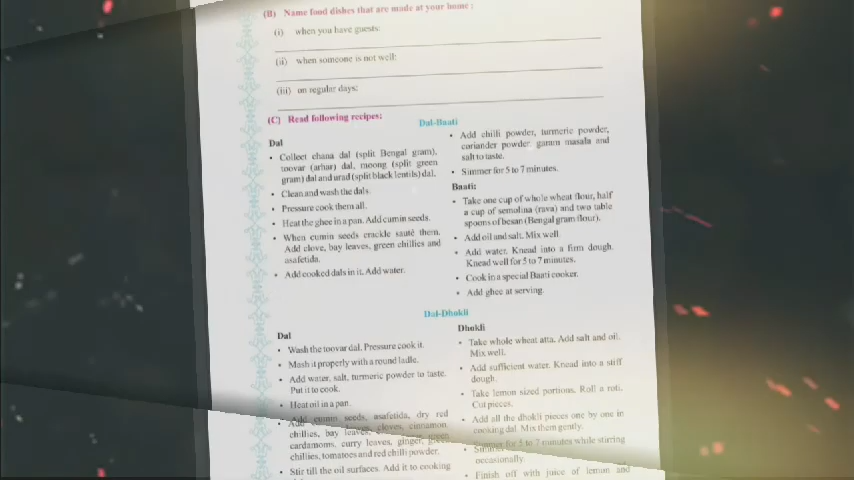 (B) Name food dishes that are made at your home :
(i) when you have guests:
(ii) when someone is not well:
(iii) on regular days:
(C) Read following recipes:
Dal-Baati
Dal
• Collect chana dal (split Bengal gram),
toovar (arhar) dal, moong (split green
gram) dal and urad (split black lentils) dal.
• Clean and wash the dals.
• Pressure cook them all.
• Heat the ghee in a pan. Add cumin seeds.
• When cumin seeds crackle sauté them.
Add clove, bay leaves, green chillies and
asafetida.
• Add cooked dals in it. Add water.
• Add chilli powder, turmeric powder,
coriander powder, garam masala and
salt to taste.
• Simmer for 5 to 7 minutes.
Baati:
• Take one cup of whole wheat flour, half
a cup of semolina (rava) and two table
spoons of besan (Bengal gram flour).
• Add oil and salt. Mix well.
• Add water. Knead into a firm dough.
Knead well for 5 to 7 minutes.
• Cook in a special Baati cooker.
• Add ghee at serving.
Dal-Dhokli
Dal
• Wash the toovar dal. Pressure cook it.
• Mash it properly with a round ladle.
• Add water, salt, turmeric powder to taste.
Put it to cook.
• Heat oil in a pan.
• Add cumin seeds, asafetida, dry red
chillies, bay leaves, cloves, cinnamon,
cardamoms, curry leaves, ginger, green
chillies, tomatoes and red chilli powder.
• Stir till the oil surfaces. Add it to cooking
Dhokli
• Take whole wheat atta. Add salt and oil.
Mix well.
• Add sufficient water. Knead into a stiff
dough.
• Take lemon sized portions. Roll a roti.
Cut pieces.
• Add all the dhokli pieces one by one in
cooking dal. Mix them gently.
• Simmer for 5 to 7 minutes while stirring
occasionally.
• Finish off with juice of lemon and